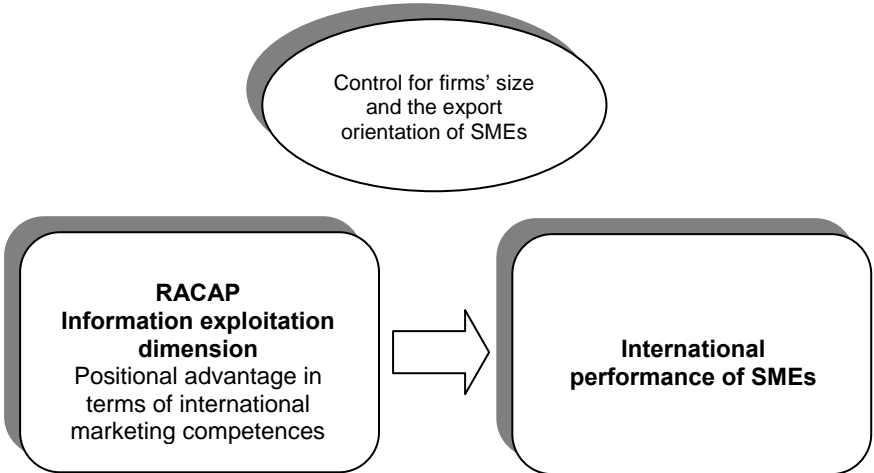 Control for firms’ size
and the export
orientation of SMEs
RACAP
Information exploitation
dimension
Positional advantage in
terms of international
marketing competences
International
performance of SMEs